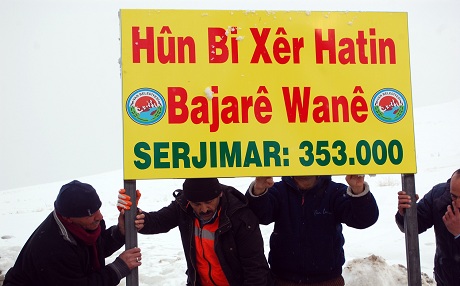 Hûn Bi Xêr Hatin
Bajarê Wanê
SERJIMAR: 353.000